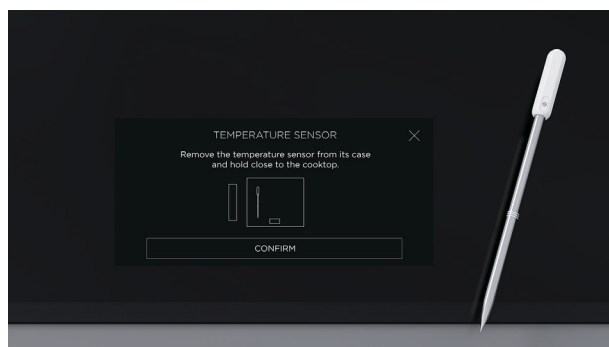 TEMPERATURE SENSOR
Remove the temperature sensor from its case
and hold close to the cooktop.
CONFIRM